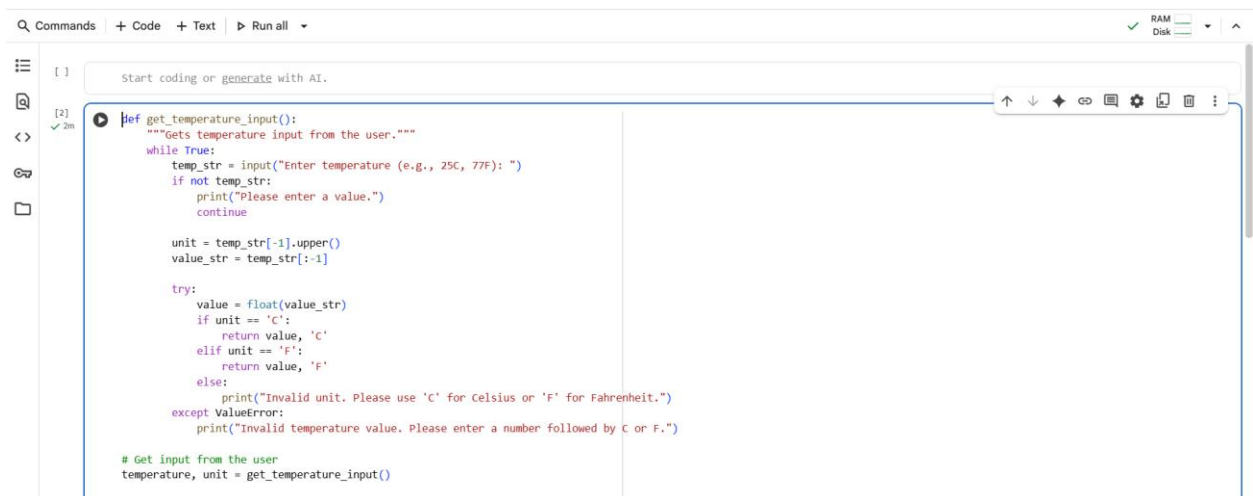 Commands + Code + Text Run all
RAM
Disk
[ ]
Start coding or generate with AI.
[2]
2m
def get_temperature_input():
    """Gets temperature input from the user."""
    while True:
        temp_str = input("Enter temperature (e.g., 25C, 77F): ")
        if not temp_str:
            print("Please enter a value.")
            continue

        unit = temp_str[-1].upper()
        value_str = temp_str[:-1]

        try:
            value = float(value_str)
            if unit == 'C':
                return value, 'C'
            elif unit == 'F':
                return value, 'F'
            else:
                print("Invalid unit. Please use 'C' for Celsius or 'F' for Fahrenheit.")
        except ValueError:
            print("Invalid temperature value. Please enter a number followed by C or F.")

# Get input from the user
temperature, unit = get_temperature_input()